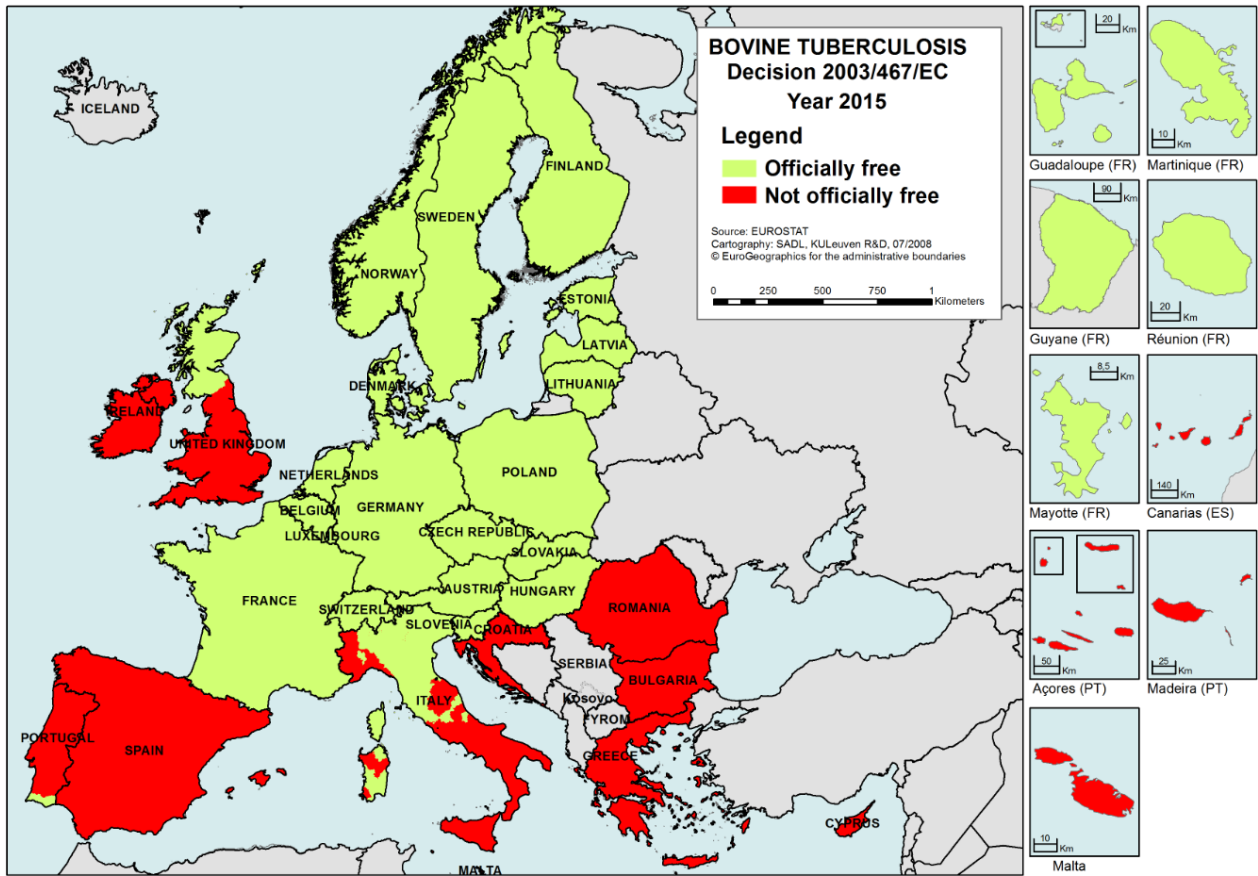 BOVINE TUBERCULOSIS
Decision 2003/467/EC
Year 2015
Legend
Officially free
Not officially free
Source: EUROSTAT
Cartography: SADL, KULeuven R&D, 07/2008
© EuroGeographics for the administrative boundaries
0 250 500 750 1
Kilometers
ICELAND
FINLAND
SWEDEN
NORWAY
ESTONIA
LATVIA
LITHUANIA
DENMARK
IRELAND
UNITED KINGDOM
NETHERLANDS
POLAND
BELGIUM
GERMANY
LUXEMBOURG
CZECH REPUBLIC
SLOVAKIA
AUSTRIA
HUNGARY
FRANCE
SWITZERLAND
SLOVENIA
CROATIA
ROMANIA
SERBIA
BULGARIA
Kosovo
ITALY
FYROM
PORTUGAL
SPAIN
GREECE
CYPRUS
MALTA
20
Km
Guadaloupe (FR)
10
Km
Martinique (FR)
90
Km
Guyane (FR)
20
Km
Réunion (FR)
8,5
Km
Mayotte (FR)
140
Km
Canarias (ES)
50
Km
Açores (PT)
25
Km
Madeira (PT)
10
Km
Malta